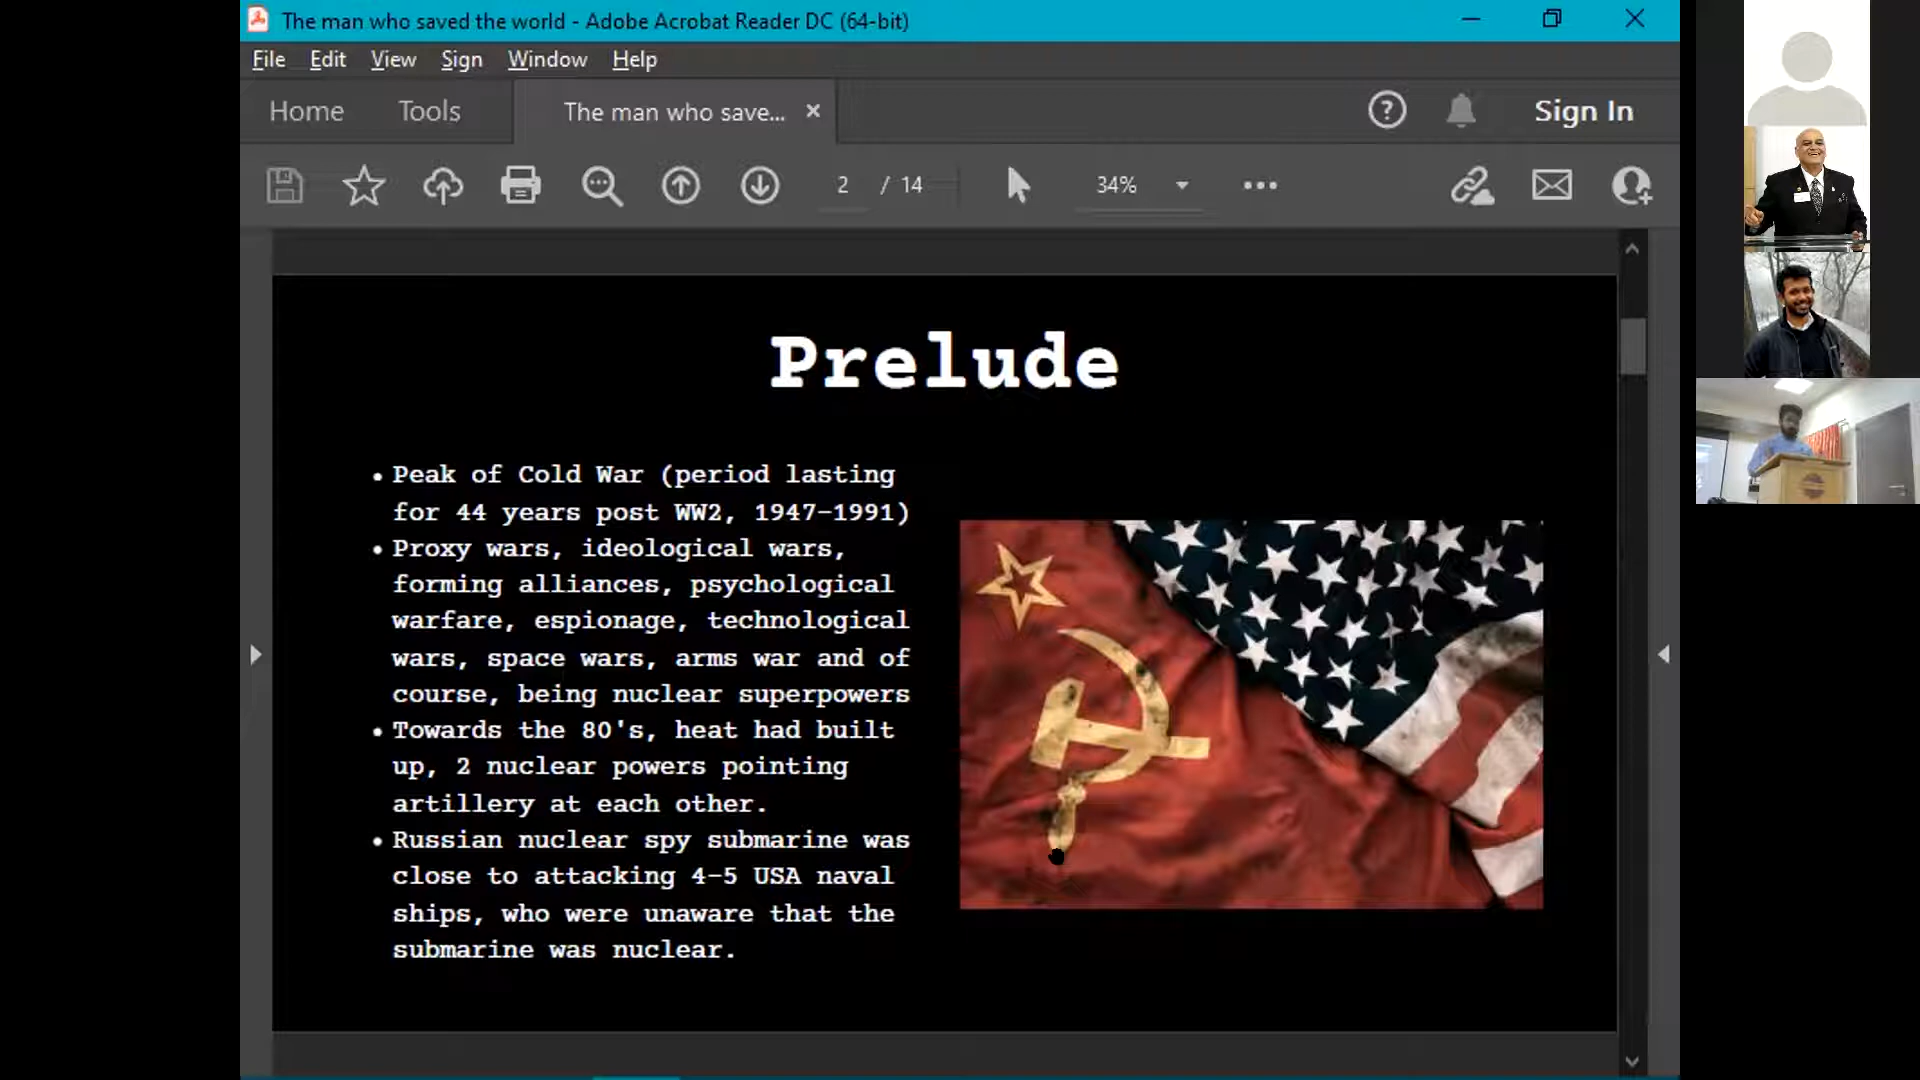 The man who saved the world - Adobe Acrobat Reader DC (64-bit)
File Edit View Sign Window Help
Home Tools The man who save... Sign In
2 / 14 34%
Prelude
• Peak of Cold War (period lasting
for 44 years post WW2, 1947-1991)
• Proxy wars, ideological wars,
forming alliances, psychological
warfare, espionage, technological
wars, space wars, arms war and of
course, being nuclear superpowers
• Towards the 80's, heat had built
up, 2 nuclear powers pointing
artillery at each other.
• Russian nuclear spy submarine was
close to attacking 4-5 USA naval
ships, who were unaware that the
submarine was nuclear.